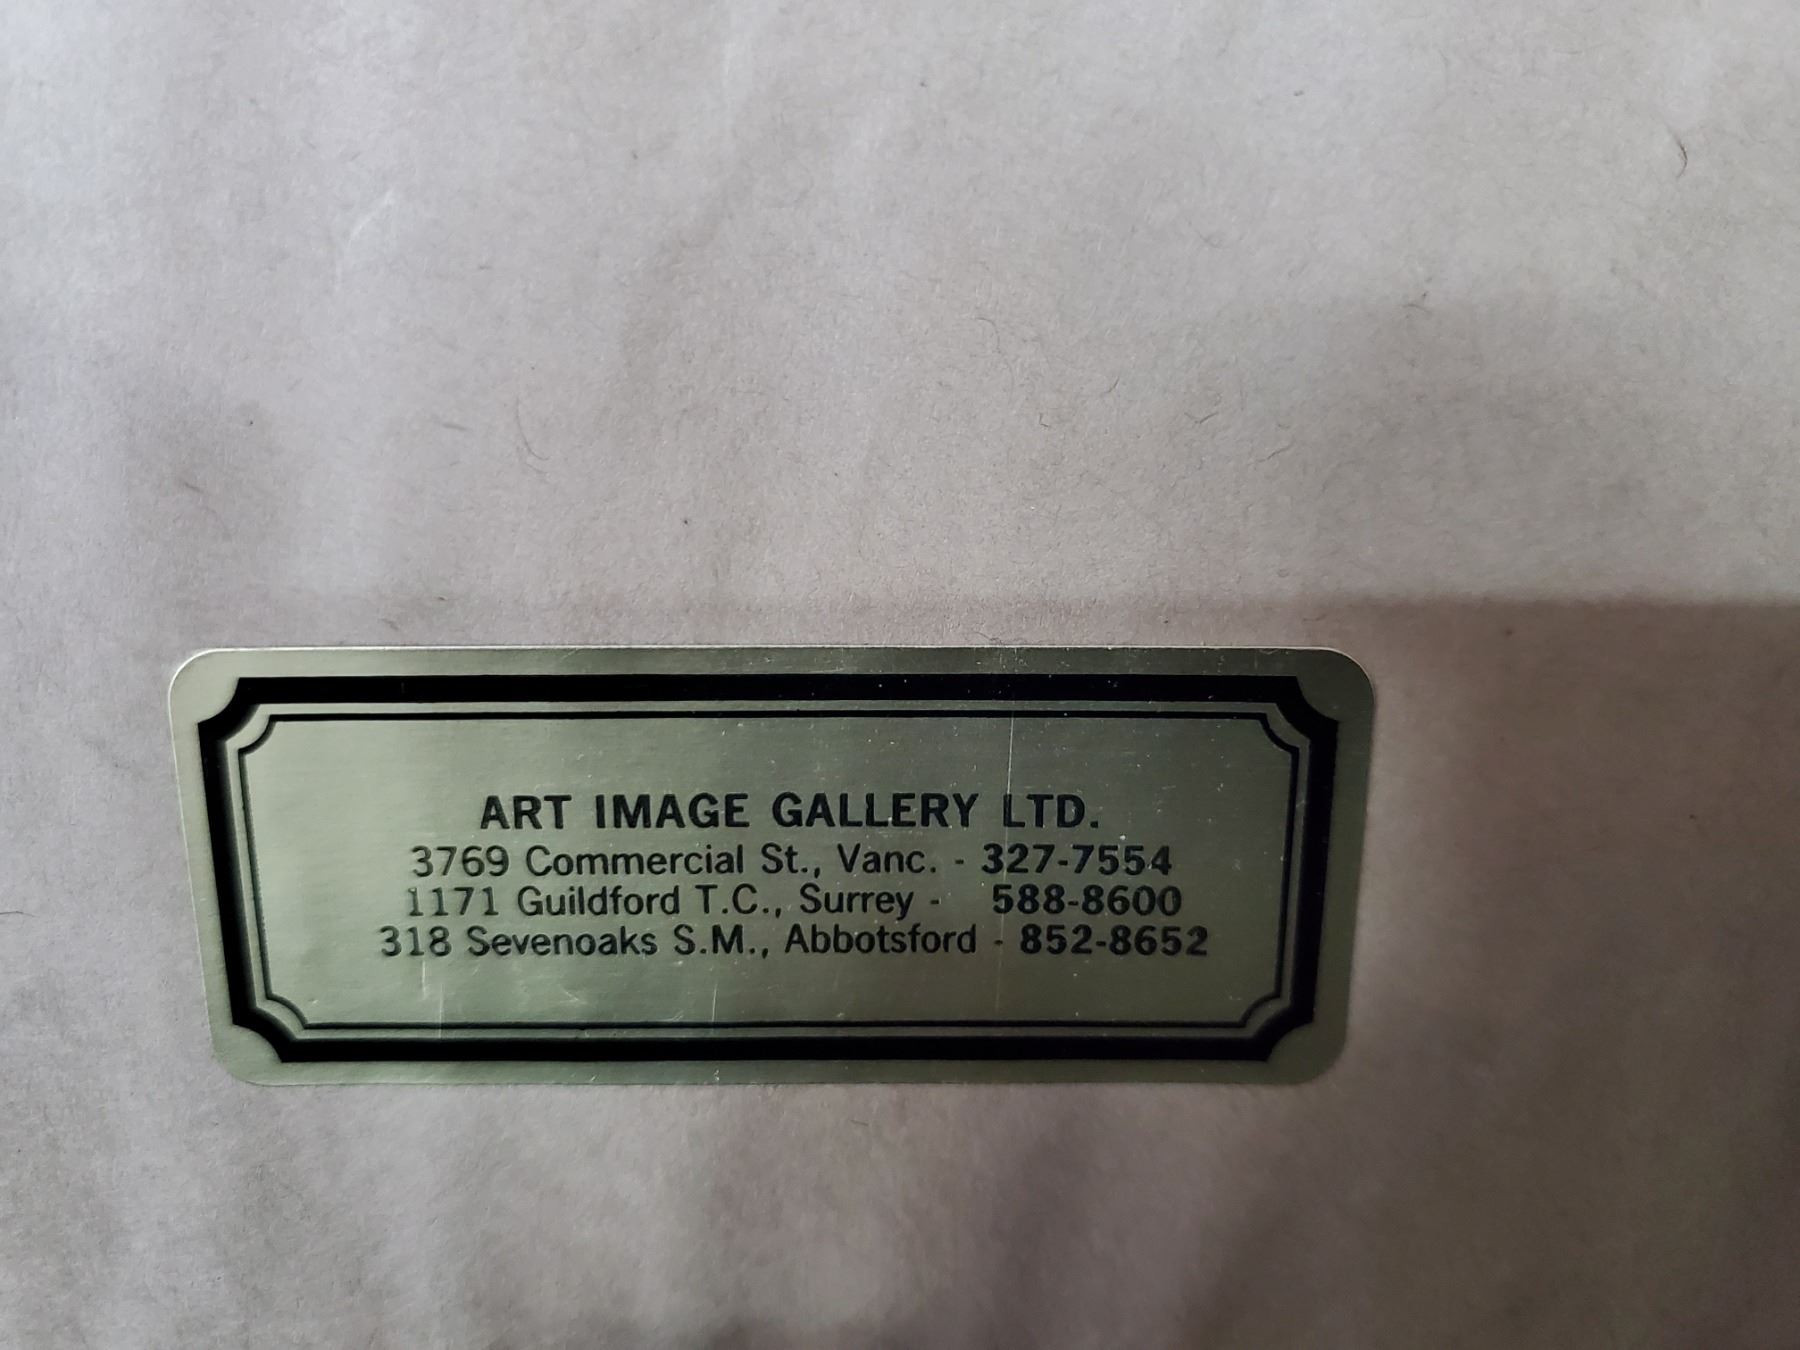 ART IMAGE GALLERY LTD.
3769 Commercial St., Vanc. - 327-7554
1171 Guildford T.C., Surrey - 588-8600
318 Sevenoaks S.M., Abbotsford - 852-8652